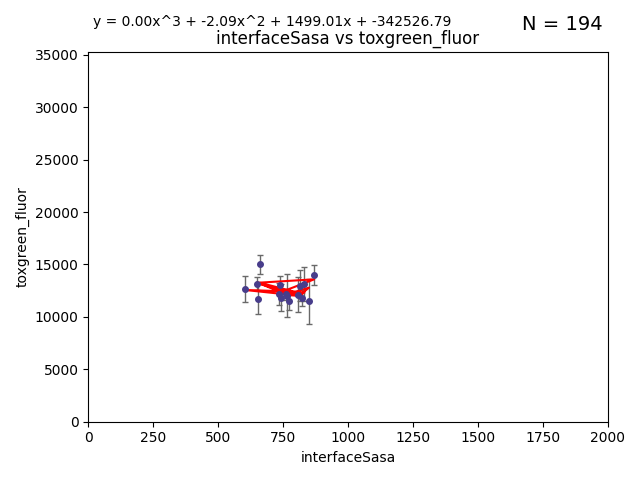 y = 0.00x^3 + -2.09x^2 + 1499.01x + -342526.79
N = 194
interfaceSasa vs toxgreen_fluor
35000
30000
25000
20000
15000
10000
5000
0
toxgreen_fluor
0 250 500 750 1000 1250 1500 1750 2000
interfaceSasa